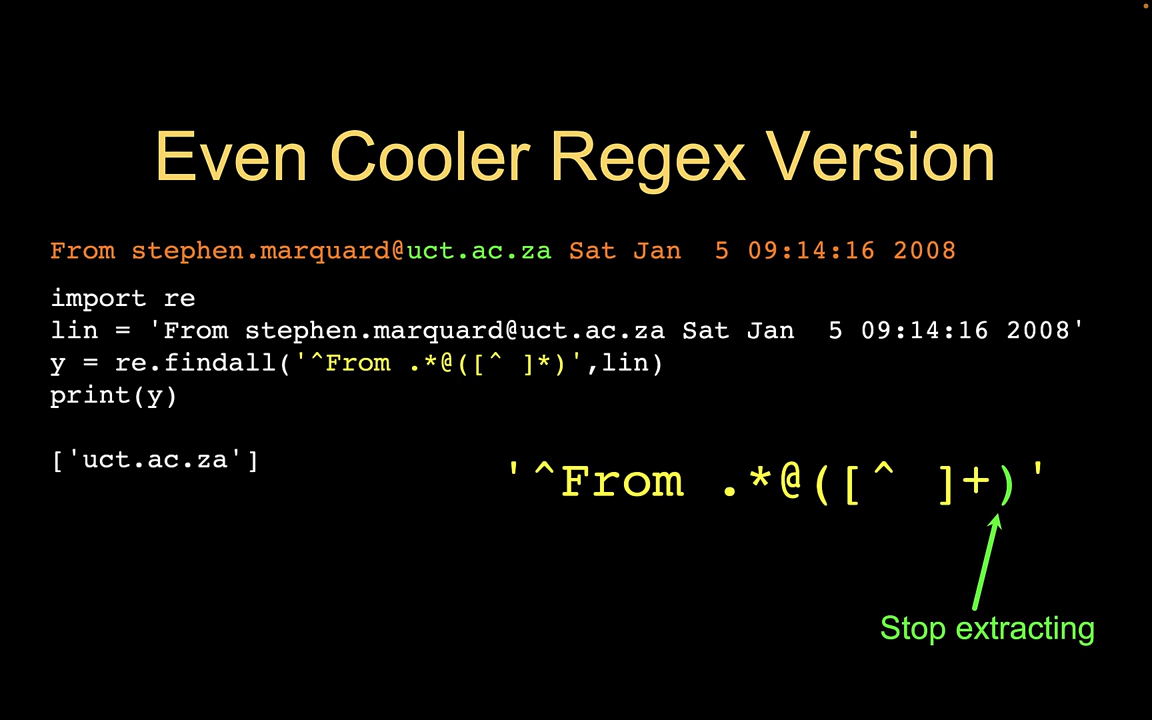 Even Cooler Regex Version
From stephen.marquard@uct.ac.za Sat Jan  5 09:14:16 2008
import re
lin = 'From stephen.marquard@uct.ac.za Sat Jan  5 09:14:16 2008'
y = re.findall('^From .*@([^ ]*)',lin)
print(y)
['uct.ac.za']
'^From .*@([^ ]+)'
Stop extracting